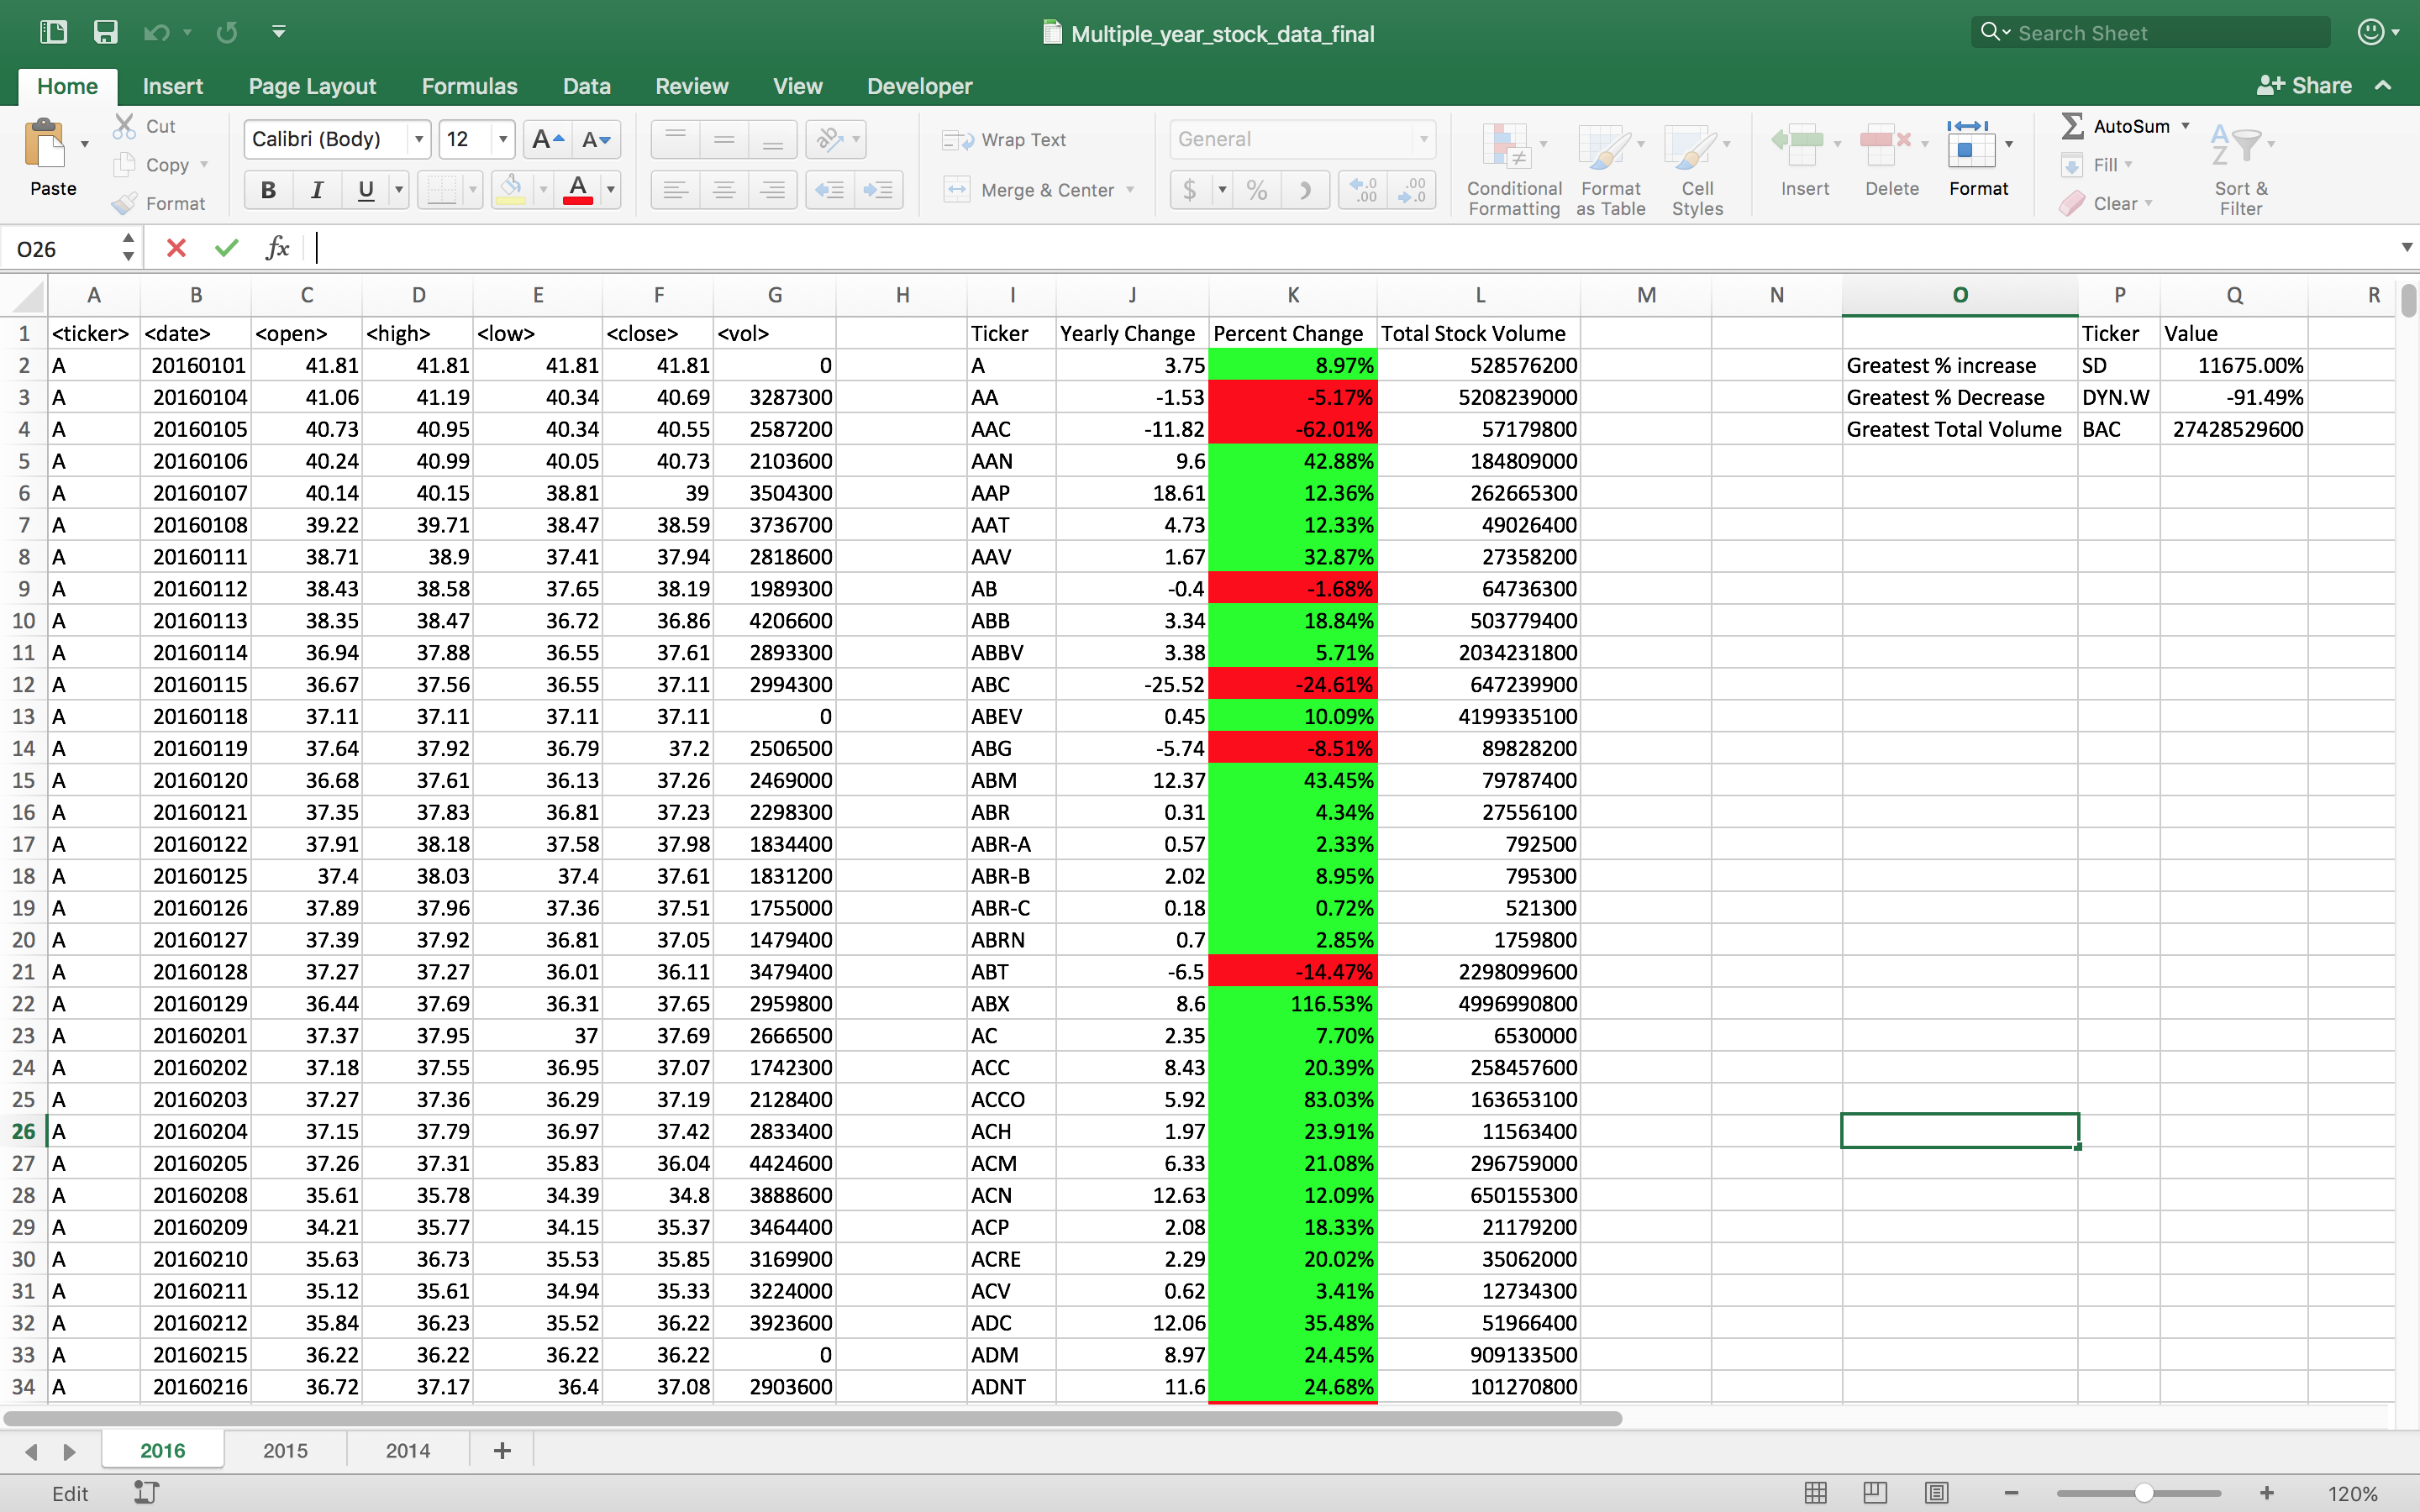 Multiple_year_stock_data_final
Search Sheet
Home Insert Page Layout Formulas Data Review View Developer Share
Paste Cut Copy Format
Calibri (Body) 12 A A
B I U A
Wrap Text
Merge & Center
General
$ % ) .0 .00 .00 .0
Conditional Formatting
Format as Table
Cell Styles
Insert Delete Format
AutoSum
Fill
Clear
A Z
Sort & Filter
O26 fx
A B C D E F G H I J K L M N O P Q R
1 <ticker> <date> <open> <high> <low> <close> <vol> Ticker Yearly Change Percent Change Total Stock Volume Ticker Value
2 A 20160101 41.81 41.81 41.81 41.81 0 A 3.75 8.97% 528576200 Greatest % increase SD 11675.00%
3 A 20160104 41.06 41.19 40.34 40.69 3287300 AA -1.53 -5.17% 5208239000 Greatest % Decrease DYN.W -91.49%
4 A 20160105 40.73 40.95 40.34 40.55 2587200 AAC -11.82 -62.01% 57179800 Greatest Total Volume BAC 27428529600
5 A 20160106 40.24 40.99 40.05 40.73 2103600 AAN 9.6 42.88% 184809000
6 A 20160107 40.14 40.15 38.81 39 3504300 AAP 18.61 12.36% 262665300
7 A 20160108 39.22 39.71 38.47 38.59 3736700 AAT 4.73 12.33% 49026400
8 A 20160111 38.71 38.9 37.41 37.94 2818600 AAV 1.67 32.87% 27358200
9 A 20160112 38.43 38.58 37.65 38.19 1989300 AB -0.4 -1.68% 64736300
10 A 20160113 38.35 38.47 36.72 36.86 4206600 ABB 3.34 18.84% 503779400
11 A 20160114 36.94 37.88 36.55 37.61 2893300 ABBV 3.38 5.71% 2034231800
12 A 20160115 36.67 37.56 36.55 37.11 2994300 ABC -25.52 -24.61% 647239900
13 A 20160118 37.11 37.11 37.11 37.11 0 ABEV 0.45 10.09% 4199335100
14 A 20160119 37.64 37.92 36.79 37.2 2506500 ABG -5.74 -8.51% 89828200
15 A 20160120 36.68 37.61 36.13 37.26 2469000 ABM 12.37 43.45% 79787400
16 A 20160121 37.35 37.83 36.81 37.23 2298300 ABR 0.31 4.34% 27556100
17 A 20160122 37.91 38.18 37.58 37.98 1834400 ABR-A 0.57 2.33% 792500
18 A 20160125 37.4 38.03 37.4 37.61 1831200 ABR-B 2.02 8.95% 795300
19 A 20160126 37.89 37.96 37.36 37.51 1755000 ABR-C 0.18 0.72% 521300
20 A 20160127 37.39 37.92 36.81 37.05 1479400 ABRN 0.7 2.85% 1759800
21 A 20160128 37.27 37.27 36.01 36.11 3479400 ABT -6.5 -14.47% 2298099600
22 A 20160129 36.44 37.69 36.31 37.65 2959800 ABX 8.6 116.53% 4996990800
23 A 20160201 37.37 37.95 37 37.69 2666500 AC 2.35 7.70% 6530000
24 A 20160202 37.18 37.55 36.95 37.07 1742300 ACC 8.43 20.39% 258457600
25 A 20160203 37.27 37.36 36.29 37.19 2128400 ACCO 5.92 83.03% 163653100
26 A 20160204 37.15 37.79 36.97 37.42 2833400 ACH 1.97 23.91% 11563400
27 A 20160205 37.26 37.31 35.83 36.04 4424600 ACM 6.33 21.08% 296759000
28 A 20160208 35.61 35.78 34.39 34.8 3888600 ACN 12.63 12.09% 650155300
29 A 20160209 34.21 35.77 34.15 35.37 3464400 ACP 2.08 18.33% 21179200
30 A 20160210 35.63 36.73 35.53 35.85 3169900 ACRE 2.29 20.02% 35062000
31 A 20160211 35.12 35.61 34.94 35.33 3224000 ACV 0.62 3.41% 12734300
32 A 20160212 35.84 36.23 35.52 36.22 3923600 ADC 12.06 35.48% 51966400
33 A 20160215 36.22 36.22 36.22 36.22 0 ADM 8.97 24.45% 909133500
34 A 20160216 36.72 37.17 36.4 37.08 2903600 ADNT 11.6 24.68% 101270800
2016 2015 2014 +
Edit 120%